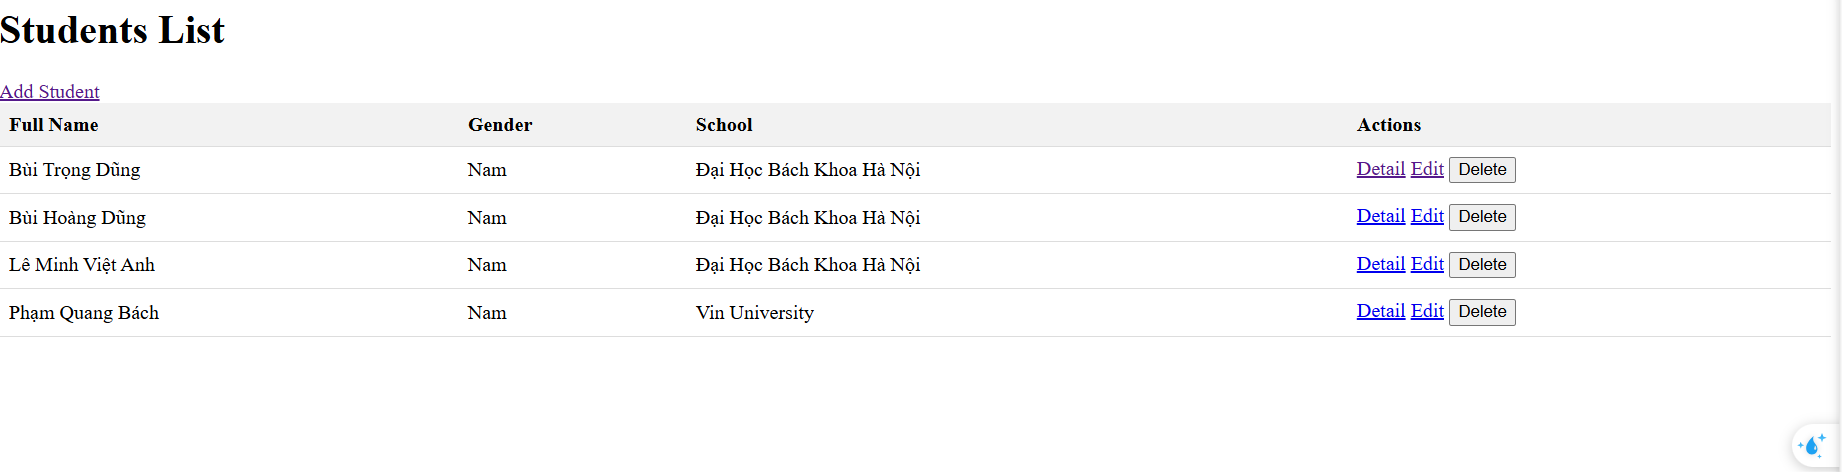 Students List
Add Student
Full Name Gender School Actions
Bùi Trọng Dũng Nam Đại Học Bách Khoa Hà Nội Detail Edit Delete
Bùi Hoàng Dũng Nam Đại Học Bách Khoa Hà Nội Detail Edit Delete
Lê Minh Việt Anh Nam Đại Học Bách Khoa Hà Nội Detail Edit Delete
Phạm Quang Bách Nam Vin University Detail Edit Delete